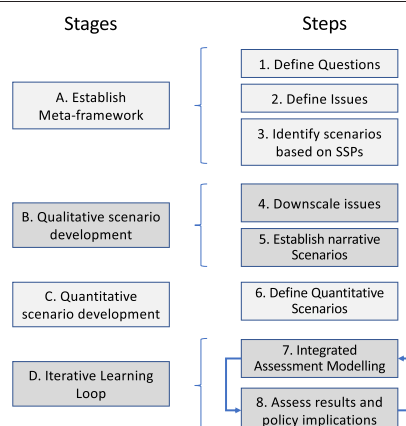 Stages
Steps
A. Establish
Meta-framework
1. Define Questions
2. Define Issues
3. Identify scenarios
based on SSPs
B. Qualitative scenario
development
4. Downscale issues
5. Establish narrative
Scenarios
C. Quantitative
scenario development
6. Define Quantitative
Scenarios
D. Iterative Learning
Loop
7. Integrated
Assessment Modelling
8. Assess results and
policy implications